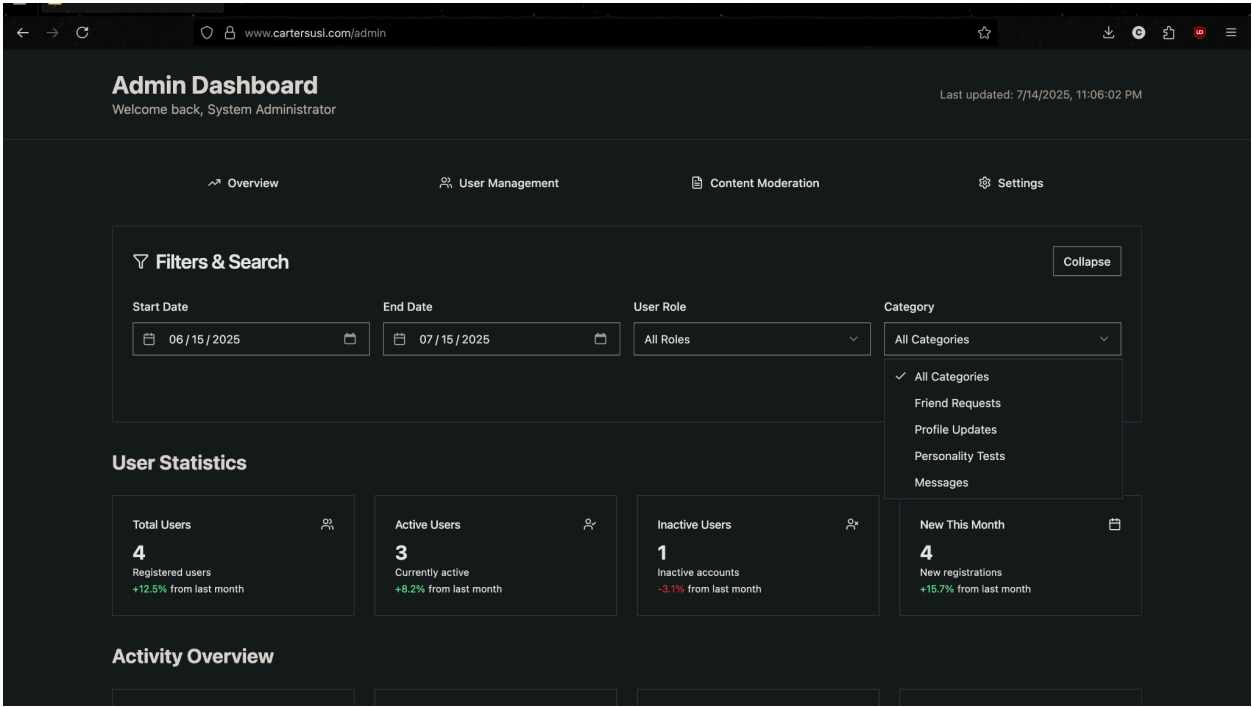 www.cartersusi.com/admin
Admin Dashboard
Welcome back, System Administrator
Last updated: 7/14/2025, 11:06:02 PM
Overview
User Management
Content Moderation
Settings
Filters & Search
Collapse
Start Date
End Date
User Role
Category
06/15/2025
07/15/2025
All Roles
All Categories
All Categories
Friend Requests
Profile Updates
Personality Tests
Messages
User Statistics
Total Users
4
Registered users
+12.5% from last month
Active Users
3
Currently active
+8.2% from last month
Inactive Users
1
Inactive accounts
-3.1% from last month
New This Month
4
New registrations
+15.7% from last month
Activity Overview